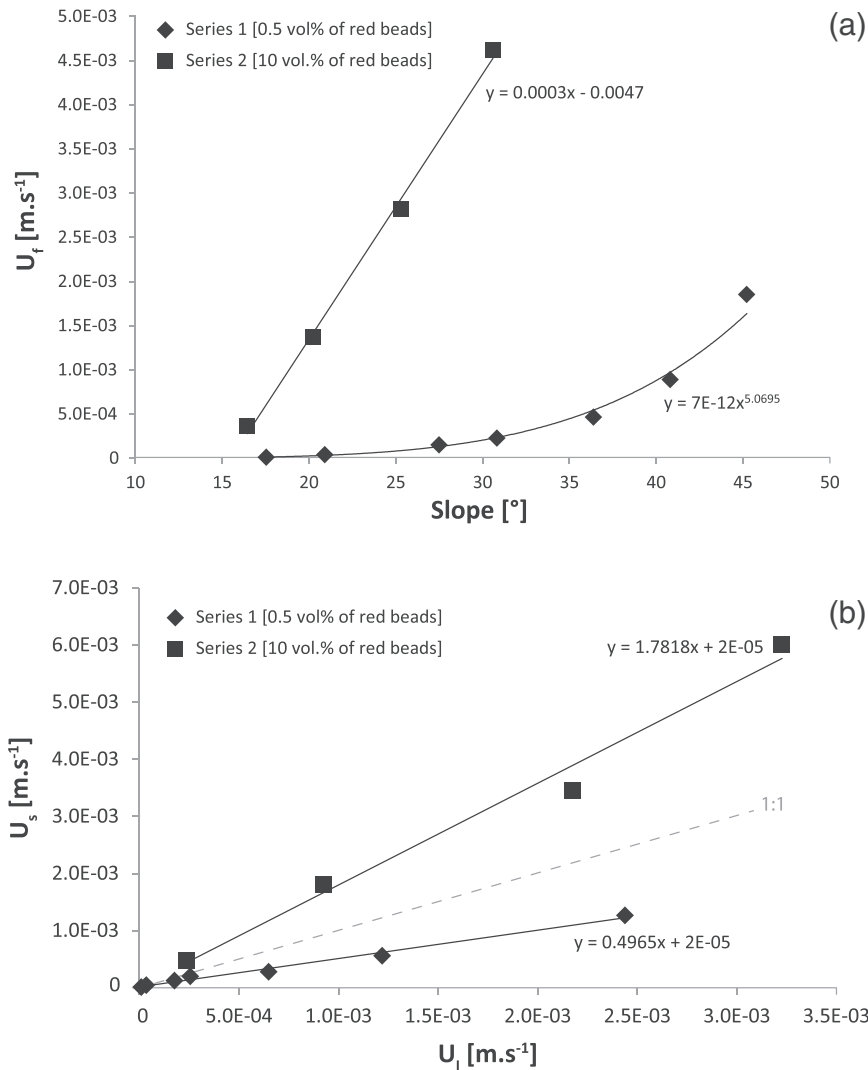 (a)
5.0E-03
4.5E-03
4.0E-03
3.5E-03
3.0E-03
2.5E-03
2.0E-03
1.5E-03
1.0E-03
5.0E-04
0
U_f [m.s⁻¹]
Series 1 [0.5 vol% of red beads]
Series 2 [10 vol.% of red beads]
y = 0.0003x - 0.0047
y = 7E-12x^5.0695
10 15 20 25 30 35 40 45 50
Slope [°]
(b)
7.0E-03
6.0E-03
5.0E-03
4.0E-03
3.0E-03
2.0E-03
1.0E-03
0
U_s [m.s⁻¹]
Series 1 [0.5 vol% of red beads]
Series 2 [10 vol.% of red beads]
y = 1.7818x + 2E-05
1:1
y = 0.4965x + 2E-05
0 5.0E-04 1.0E-03 1.5E-03 2.0E-03 2.5E-03 3.0E-03 3.5E-03
U_l [m.s⁻¹]